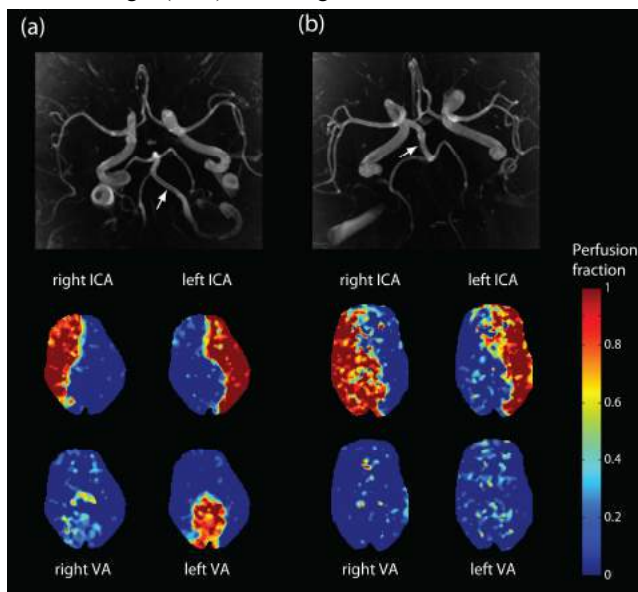 (a)
(b)
right ICA
left ICA
right ICA
left ICA
Perfusion
fraction
1
0.8
0.6
0.4
0.2
0
right VA
left VA
right VA
left VA